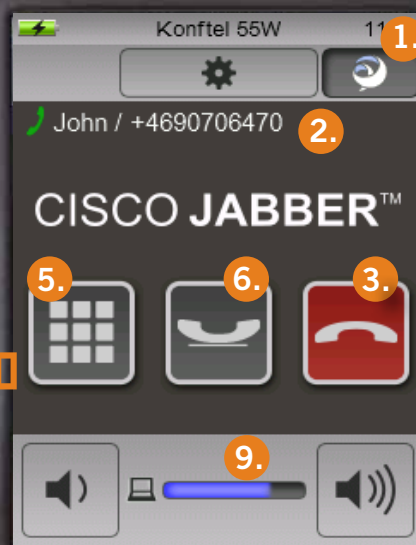 Konftel 55W 11
1.
John / +4690706470 2.
CISCO JABBER™
5. 6. 3.
9.